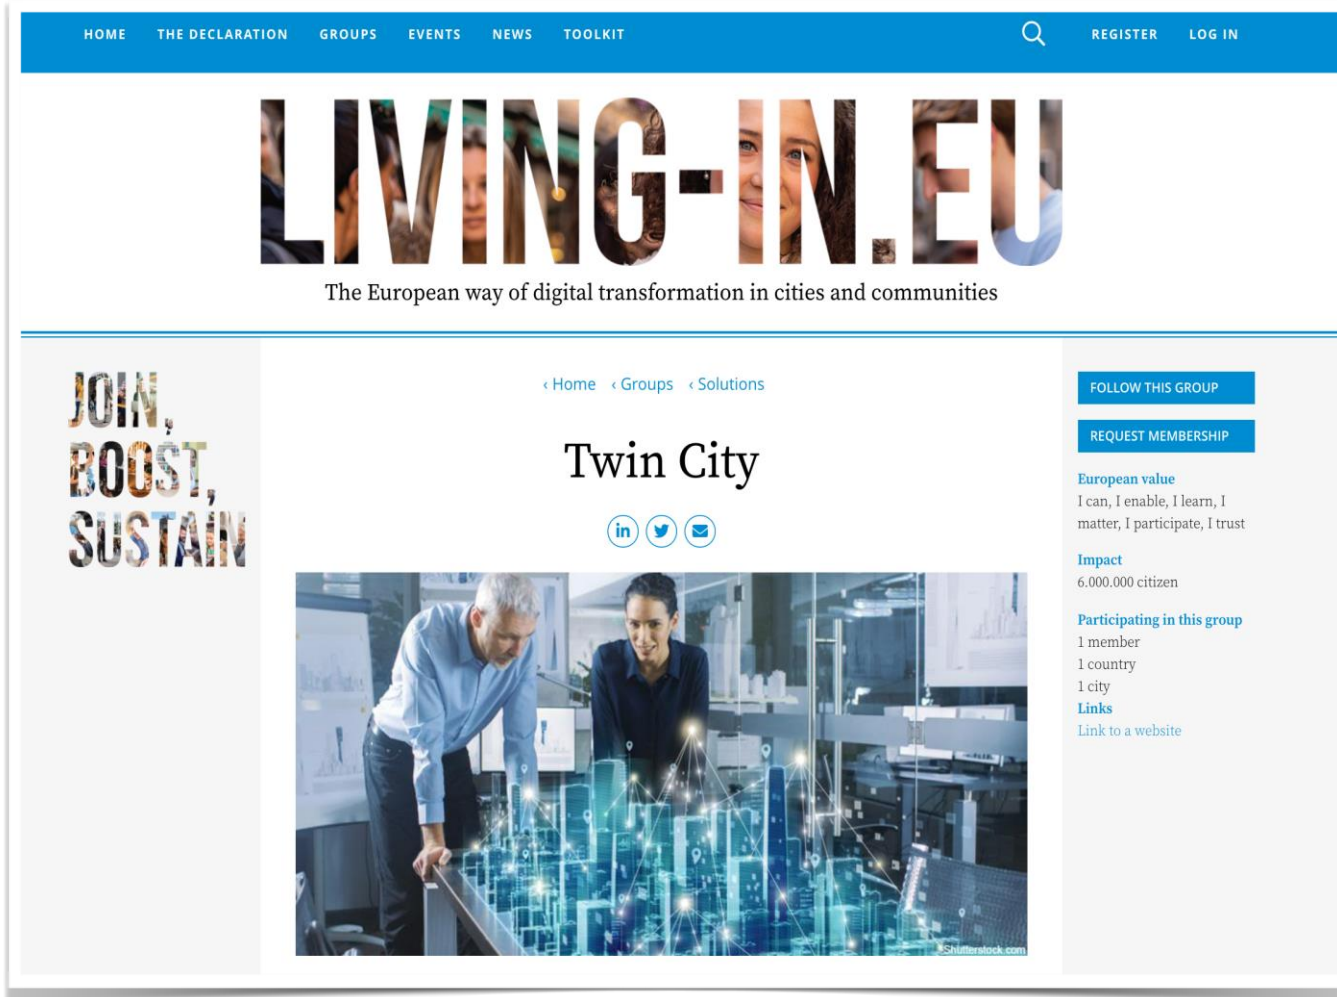 HOME THE DECLARATION GROUPS EVENTS NEWS TOOLKIT REGISTER LOG IN
LIVING-IN.EU
The European way of digital transformation in cities and communities
JOIN,
BOOST,
SUSTAIN
‹ Home ‹ Groups ‹ Solutions
Twin City
in
Shutterstock.com
FOLLOW THIS GROUP
REQUEST MEMBERSHIP
European value
I can, I enable, I learn, I
matter, I participate, I trust
Impact
6.000.000 citizen
Participating in this group
1 member
1 country
1 city
Links
Link to a website